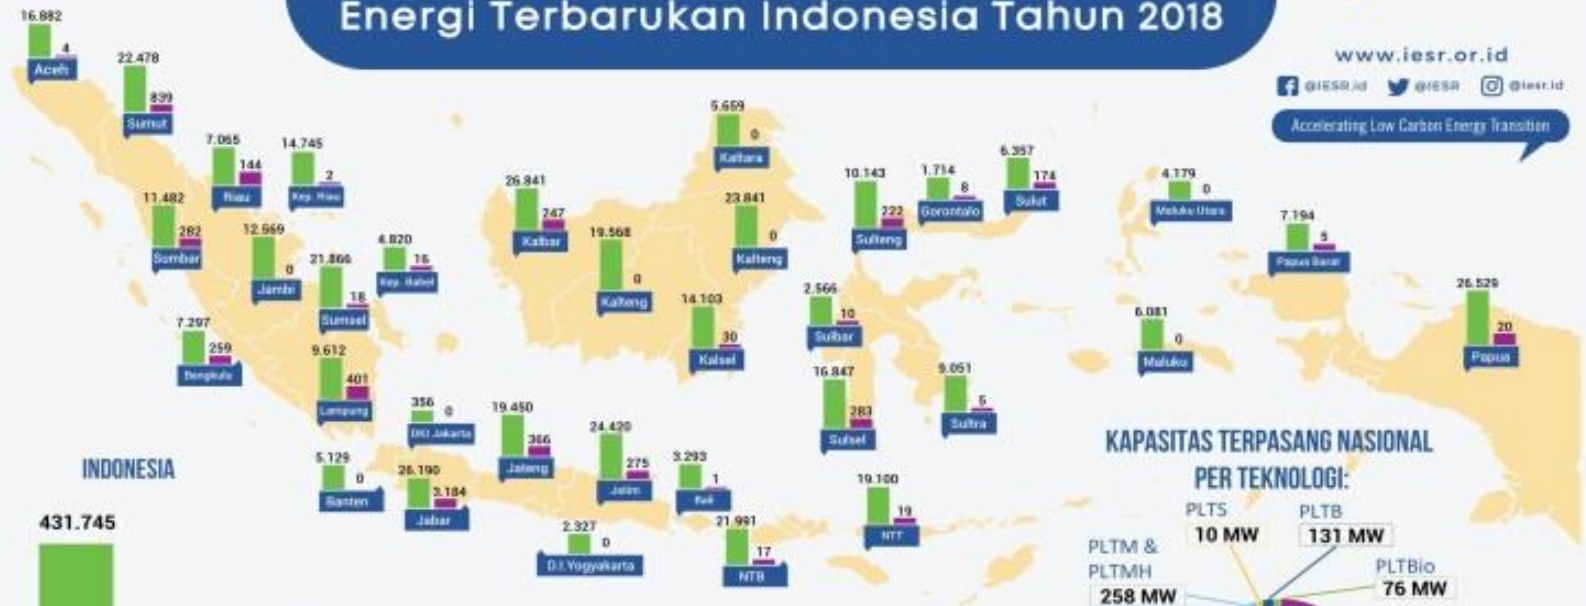 Energi Terbarukan Indonesia Tahun 2018
www.iesr.or.id
@IESR.id @IESR @iesr.id
Accelerating Low Carbon Energy Transition
16.882
4
Aceh
22.478
839
Sumut
7.065
144
Riau
14.745
2
Kep. Riau
11.482
282
Sumbar
12.569
0
Jambi
21.866
18
Sumsel
4.820
16
Kep. Babel
7.297
259
Bengkulu
9.612
401
Lampung
5.659
0
Kaltara
26.841
247
Kalbar
19.568
0
Kalteng
23.841
0
Kalteng
14.103
30
Kalsel
10.143
222
Sulteng
1.714
8
Gorontalo
6.357
174
Sulut
2.566
10
Sulbar
16.847
283
Sulsel
9.051
5
Sultra
4.179
0
Maluku Utara
7.194
5
Papua Barat
6.081
0
Maluku
26.529
20
Papua
356
0
DKI Jakarta
5.129
0
Banten
26.190
3.184
Jabar
19.450
366
Jateng
24.420
275
Jatim
3.293
1
Bali
2.327
0
D.I.Yogyakarta
21.991
17
NTB
19.100
19
NTT
INDONESIA
431.745
KAPASITAS TERPASANG NASIONAL
PER TEKNOLOGI:
PLTS
10 MW
PLTB
131 MW
PLTM &
PLTMH
258 MW
PLTBio
76 MW